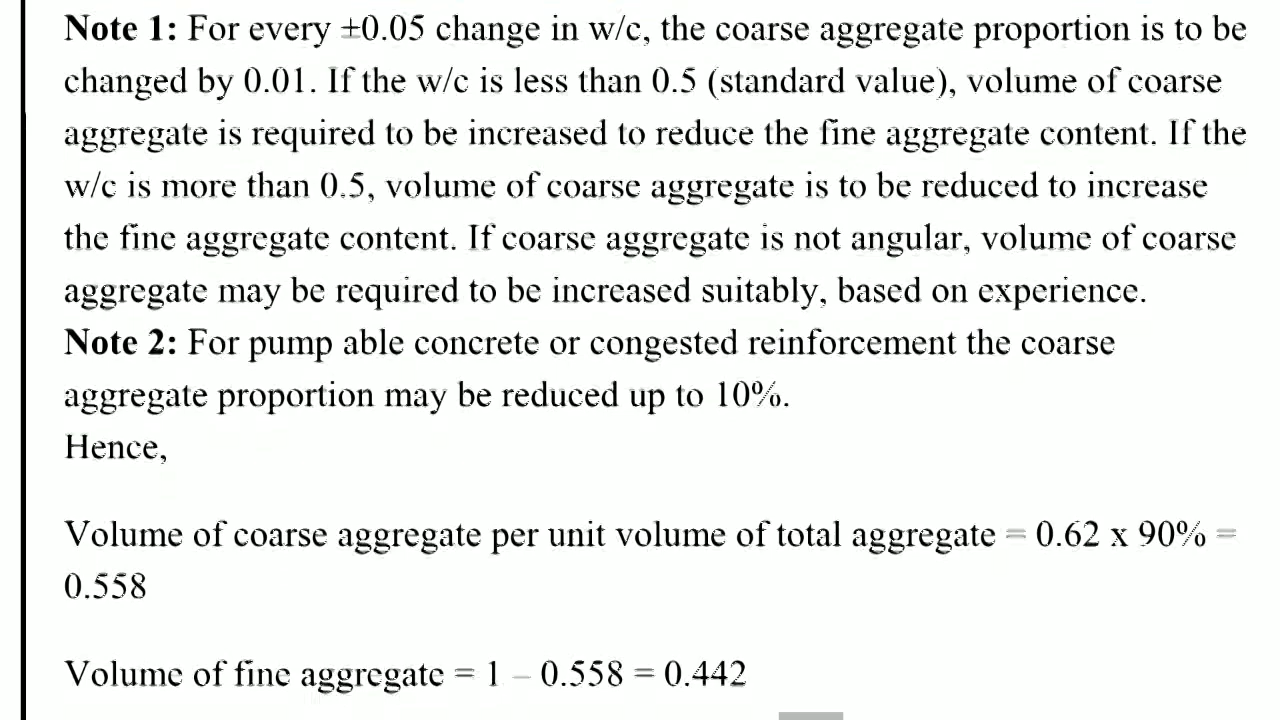 Note 1: For every ±0.05 change in w/c, the coarse aggregate proportion is to be
changed by 0.01. If the w/c is less than 0.5 (standard value), volume of coarse
aggregate is required to be increased to reduce the fine aggregate content. If the
w/c is more than 0.5, volume of coarse aggregate is to be reduced to increase
the fine aggregate content. If coarse aggregate is not angular, volume of coarse
aggregate may be required to be increased suitably, based on experience.
Note 2: For pump able concrete or congested reinforcement the coarse
aggregate proportion may be reduced up to 10%.
Hence,
Volume of coarse aggregate per unit volume of total aggregate = 0.62 x 90% =
0.558
Volume of fine aggregate = 1 – 0.558 = 0.442